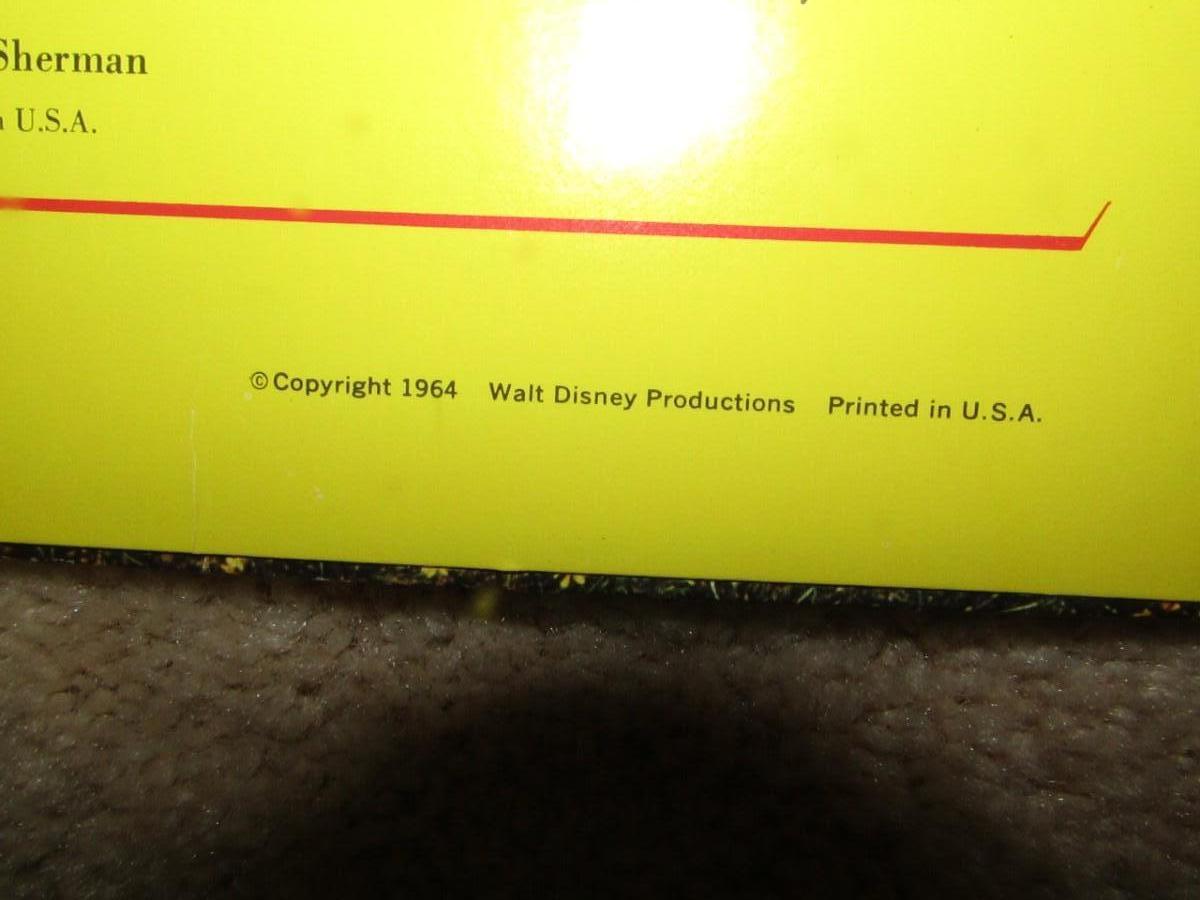 Sherman
U.S.A.
©Copyright 1964 Walt Disney Productions Printed in U.S.A.